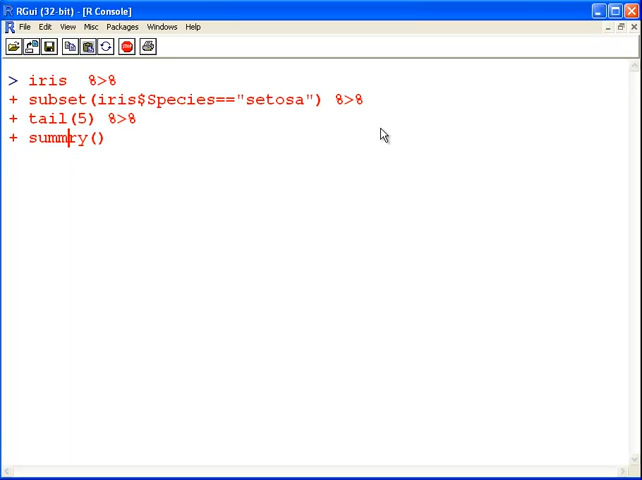 RGui (32-bit) - [R Console]
File Edit View Misc Packages Windows Help
> iris %>%
+ subset(iris$Species=="setosa") %>%
+ tail(5) %>%
+ summry()